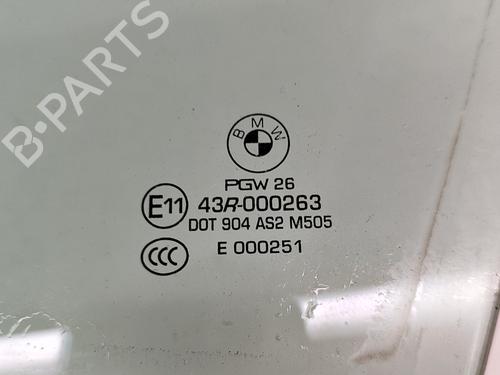 B-PARTS
BMW
PGW 26
E11 43R-000263
DOT 904 AS2 M505
CCC E 000251